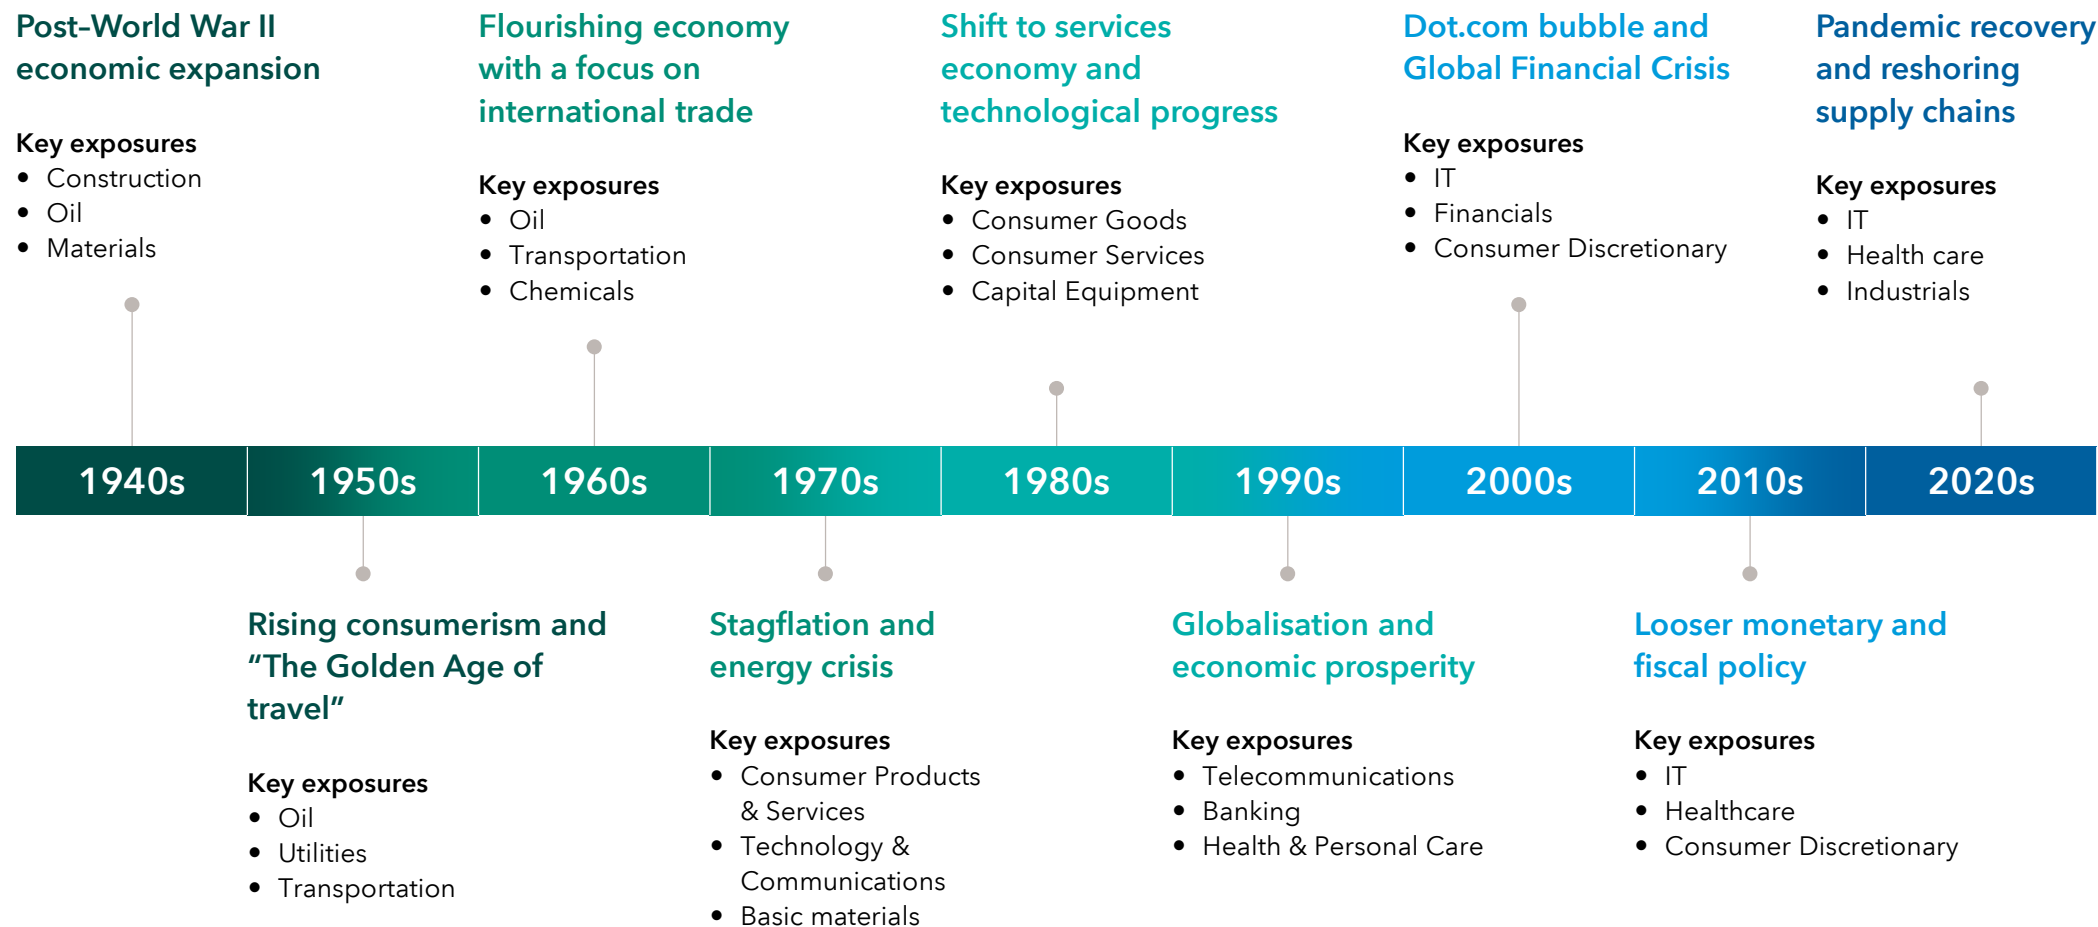 Post–World War II
economic expansion
Key exposures
• Construction
• Oil
• Materials
Flourishing economy
with a focus on
international trade
Key exposures
• Oil
• Transportation
• Chemicals
Shift to services
economy and
technological progress
Key exposures
• Consumer Goods
• Consumer Services
• Capital Equipment
Dot.com bubble and
Global Financial Crisis
Key exposures
• IT
• Financials
• Consumer Discretionary
Pandemic recovery
and reshoring
supply chains
Key exposures
• IT
• Health care
• Industrials
1940s
1950s
1960s
1970s
1980s
1990s
2000s
2010s
2020s
Rising consumerism and
“The Golden Age of
travel”
Key exposures
• Oil
• Utilities
• Transportation
Stagflation and
energy crisis
Key exposures
• Consumer Products
& Services
• Technology &
Communications
• Basic materials
Globalisation and
economic prosperity
Key exposures
• Telecommunications
• Banking
• Health & Personal Care
Looser monetary and
fiscal policy
Key exposures
• IT
• Healthcare
• Consumer Discretionary